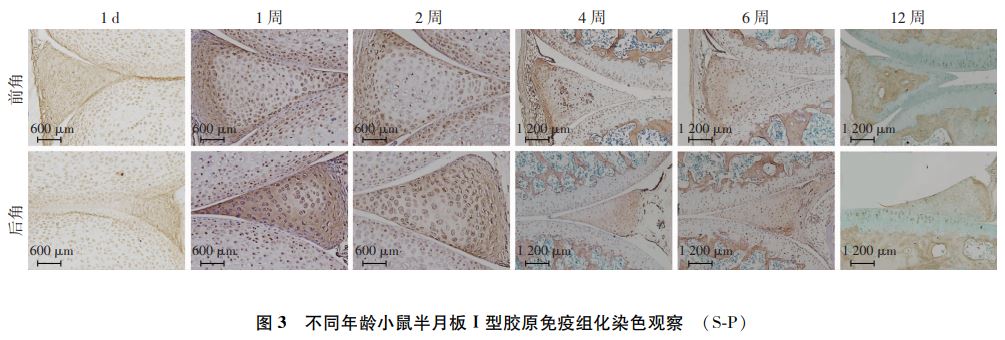 1 d 1 周 2 周 4 周 6 周 12 周
前角
600 μm 600 μm 600 μm 1 200 μm 1 200 μm 1 200 μm
后角
600 μm 600 μm 600 μm 1 200 μm 1 200 μm 1 200 μm
图 3 不同年龄小鼠半月板 Ⅰ 型胶原免疫组化染色观察 (S-P)